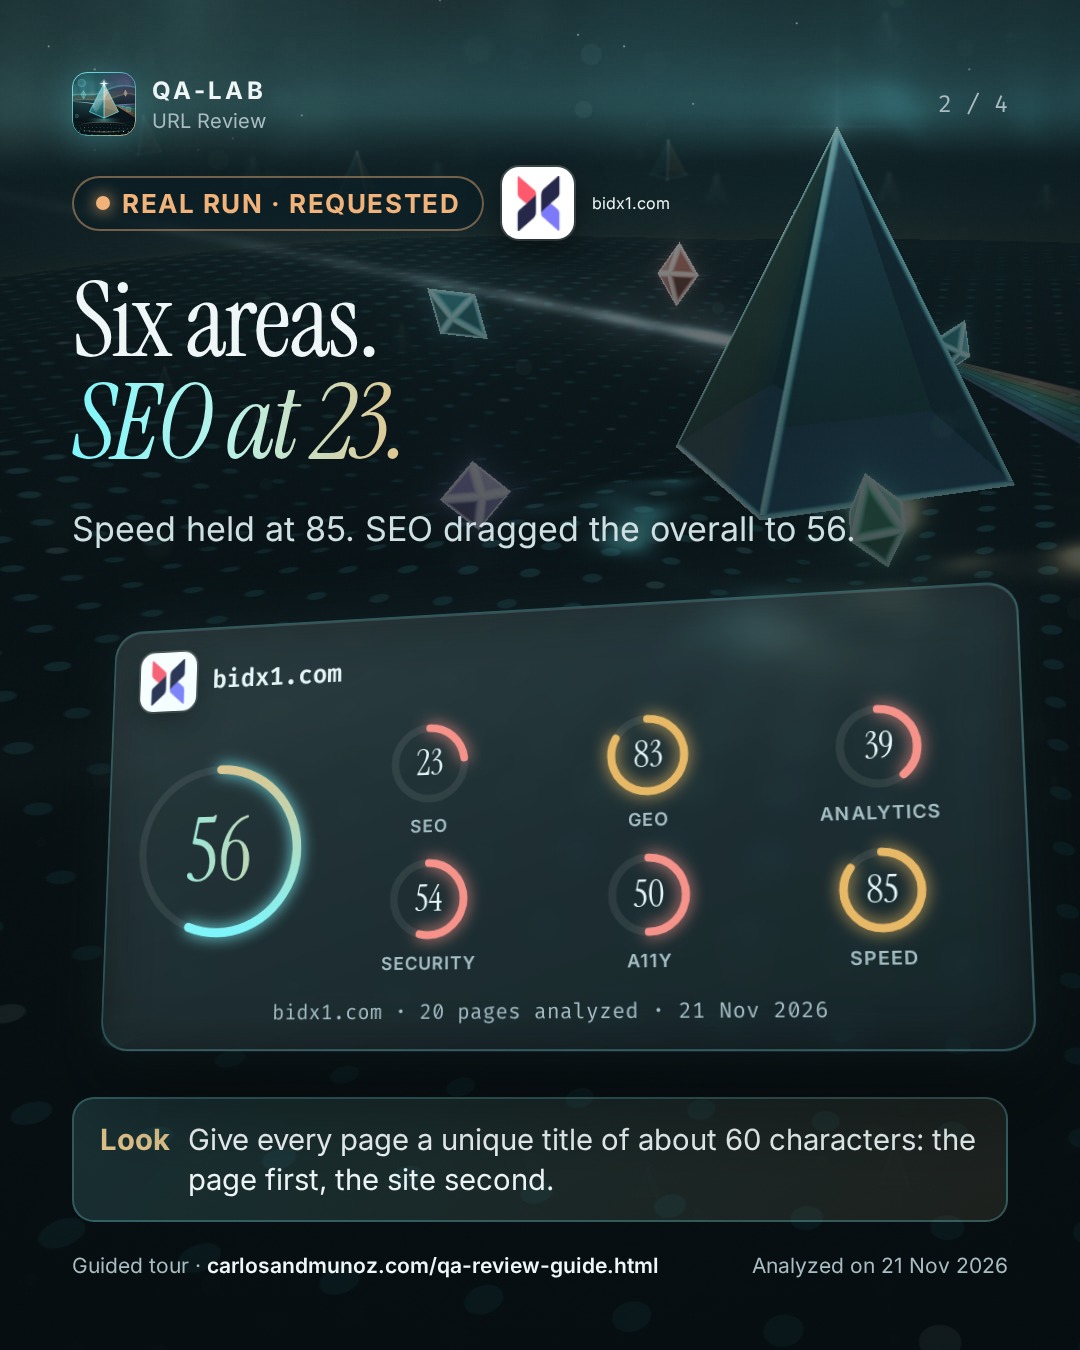 QA-LAB
URL Review
2 / 4
REAL RUN · REQUESTED
bidx1.com
Six areas.
SEO at 23.
Speed held at 85. SEO dragged the overall to 56.
bidx1.com
56
23
SEO
83
GEO
39
ANALYTICS
54
SECURITY
50
A11Y
85
SPEED
bidx1.com · 20 pages analyzed · 21 Nov 2026
Look Give every page a unique title of about 60 characters: the
page first, the site second.
Guided tour · carlosandmunoz.com/qa-review-guide.html
Analyzed on 21 Nov 2026